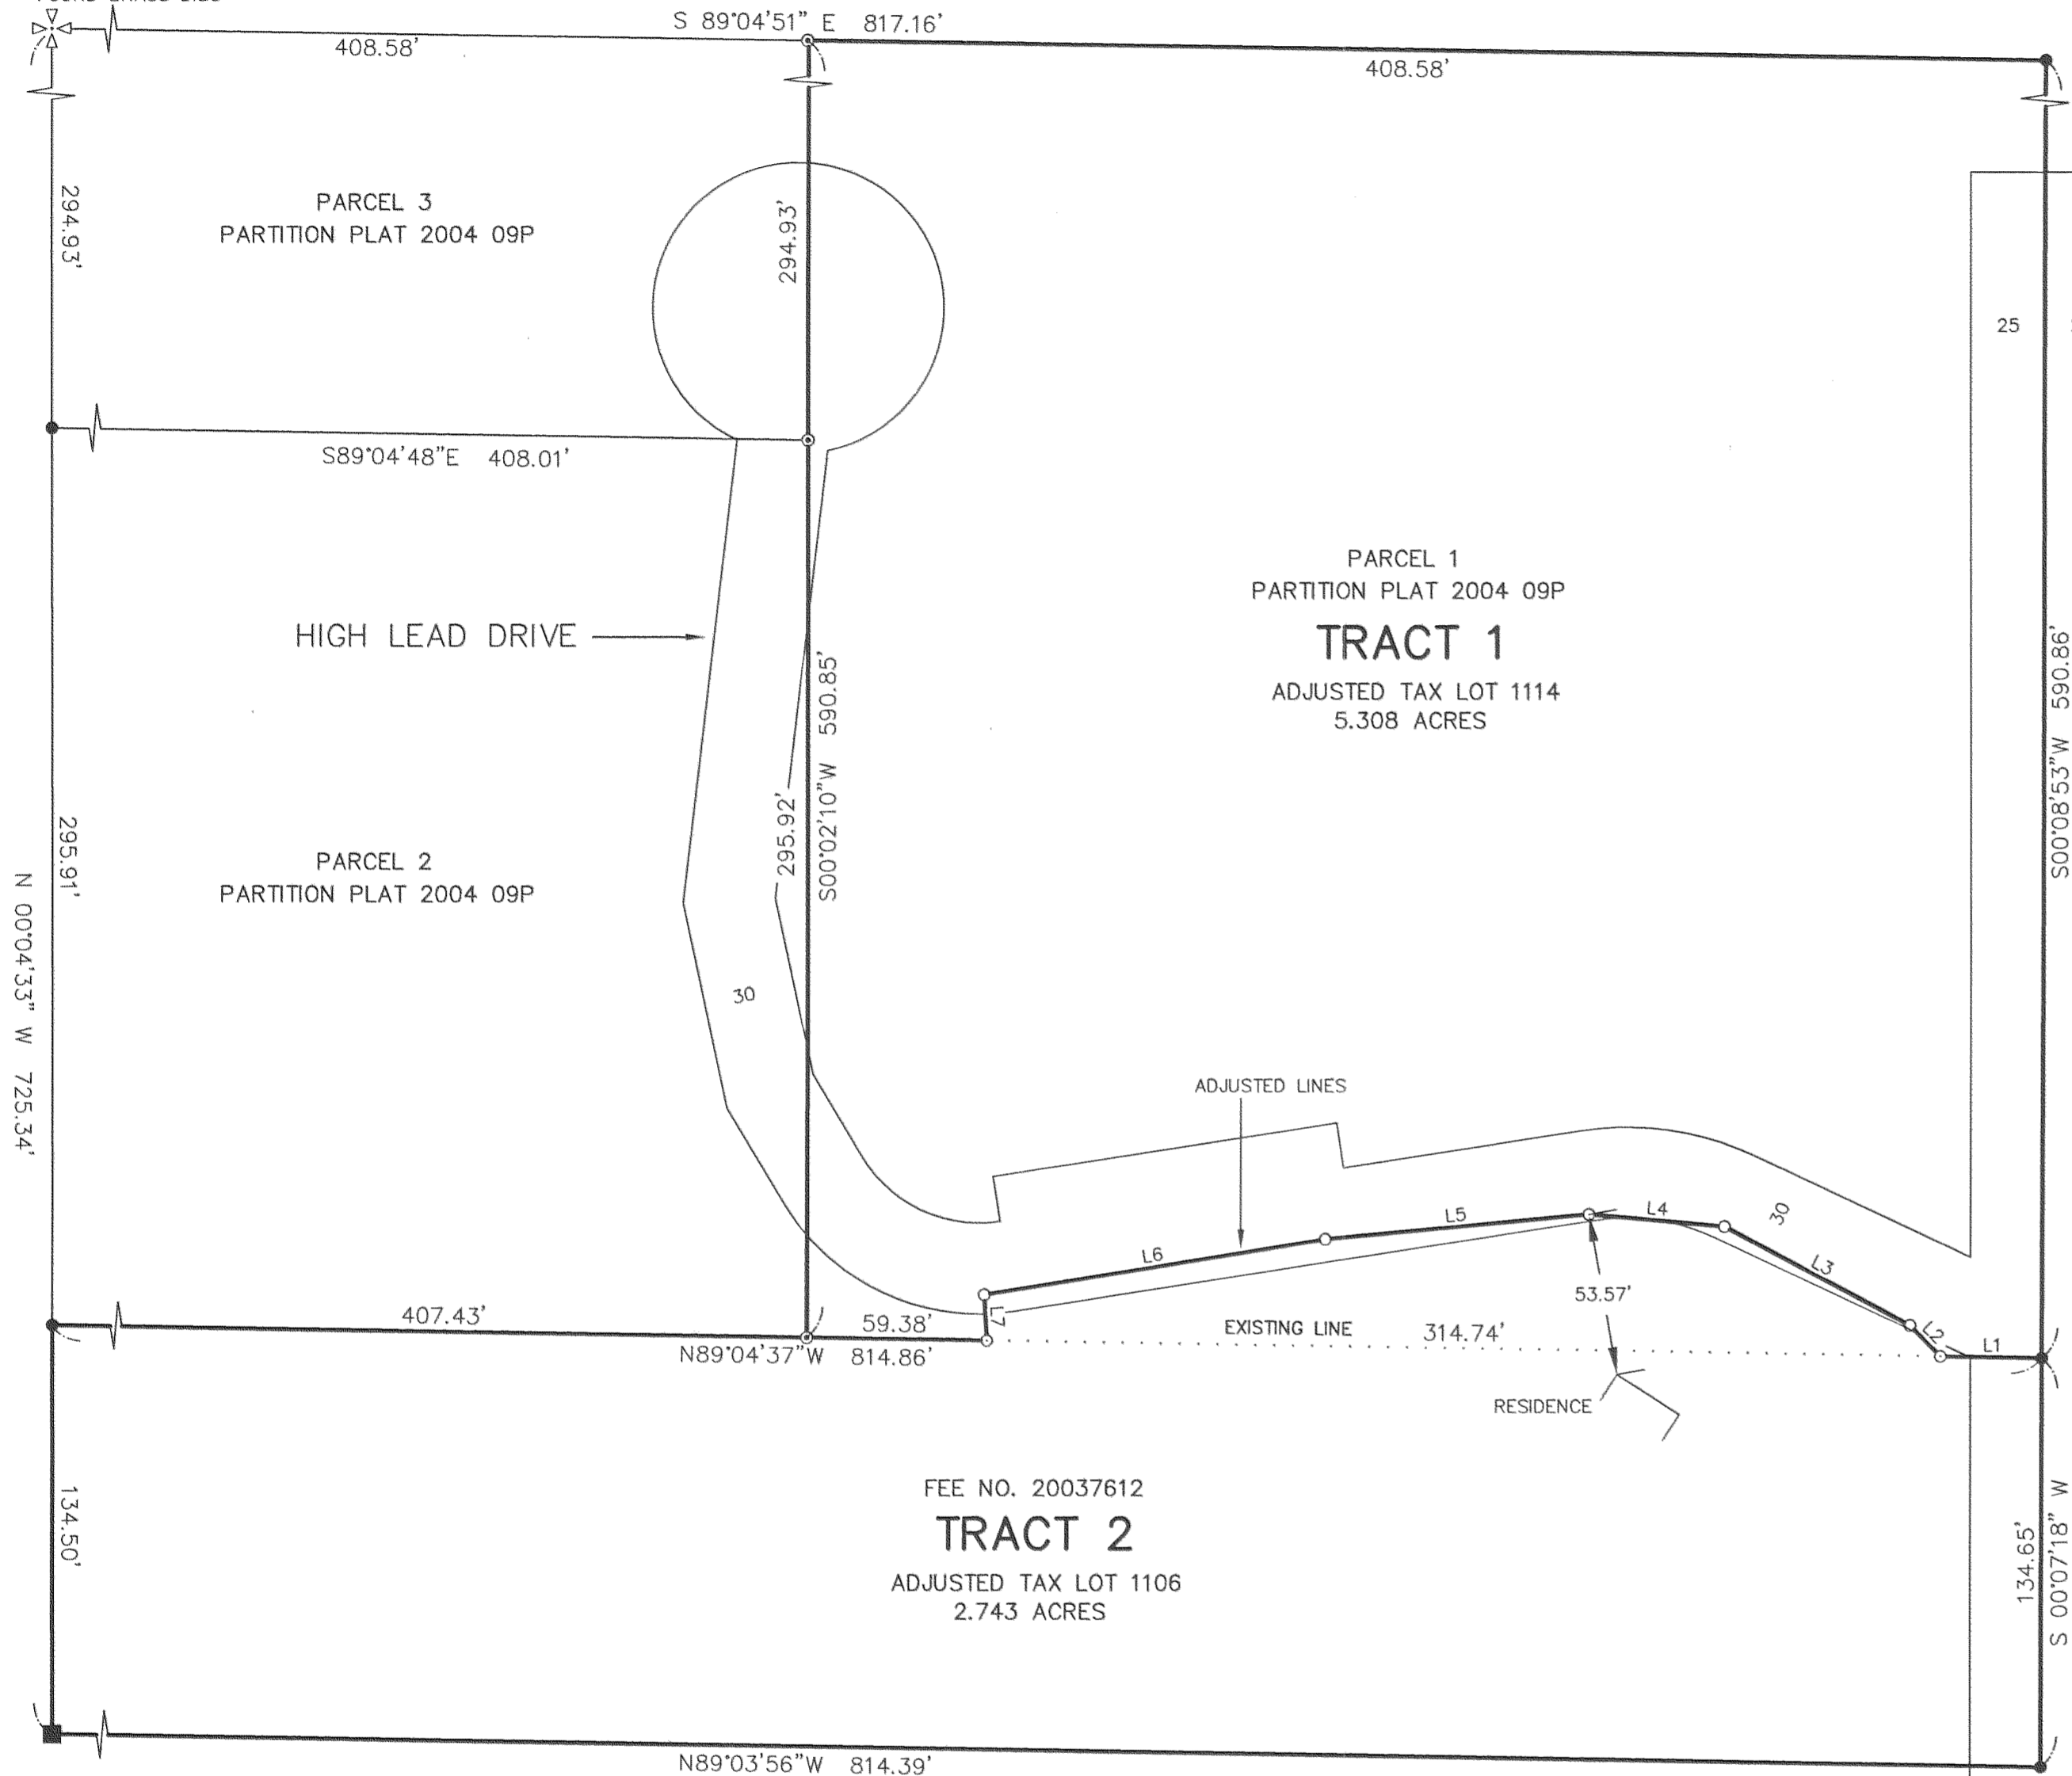 S 89°04'51" E 817.16'
408.58'
408.58'
294.93'
PARCEL 3
PARTITION PLAT 2004 09P
294.93'
25
S89°04'48"E 408.01'
PARCEL 1
PARTITION PLAT 2004 09P
TRACT 1
ADJUSTED TAX LOT 1114
5.308 ACRES
HIGH LEAD DRIVE
S00°02'10"W 590.85'
S00°08'53"W 590.86'
295.92'
295.91'
PARCEL 2
PARTITION PLAT 2004 09P
N 00°04'33" W 725.34'
30
ADJUSTED LINES
L6
L5
L4
30
L3
L2
L1
L7
53.57'
407.43'
59.38'
EXISTING LINE 314.74'
N89°04'37"W 814.86'
RESIDENCE
FEE NO. 20037612
TRACT 2
ADJUSTED TAX LOT 1106
2.743 ACRES
134.50'
134.65'
S 00°07'18" W
N89°03'56"W 814.39'